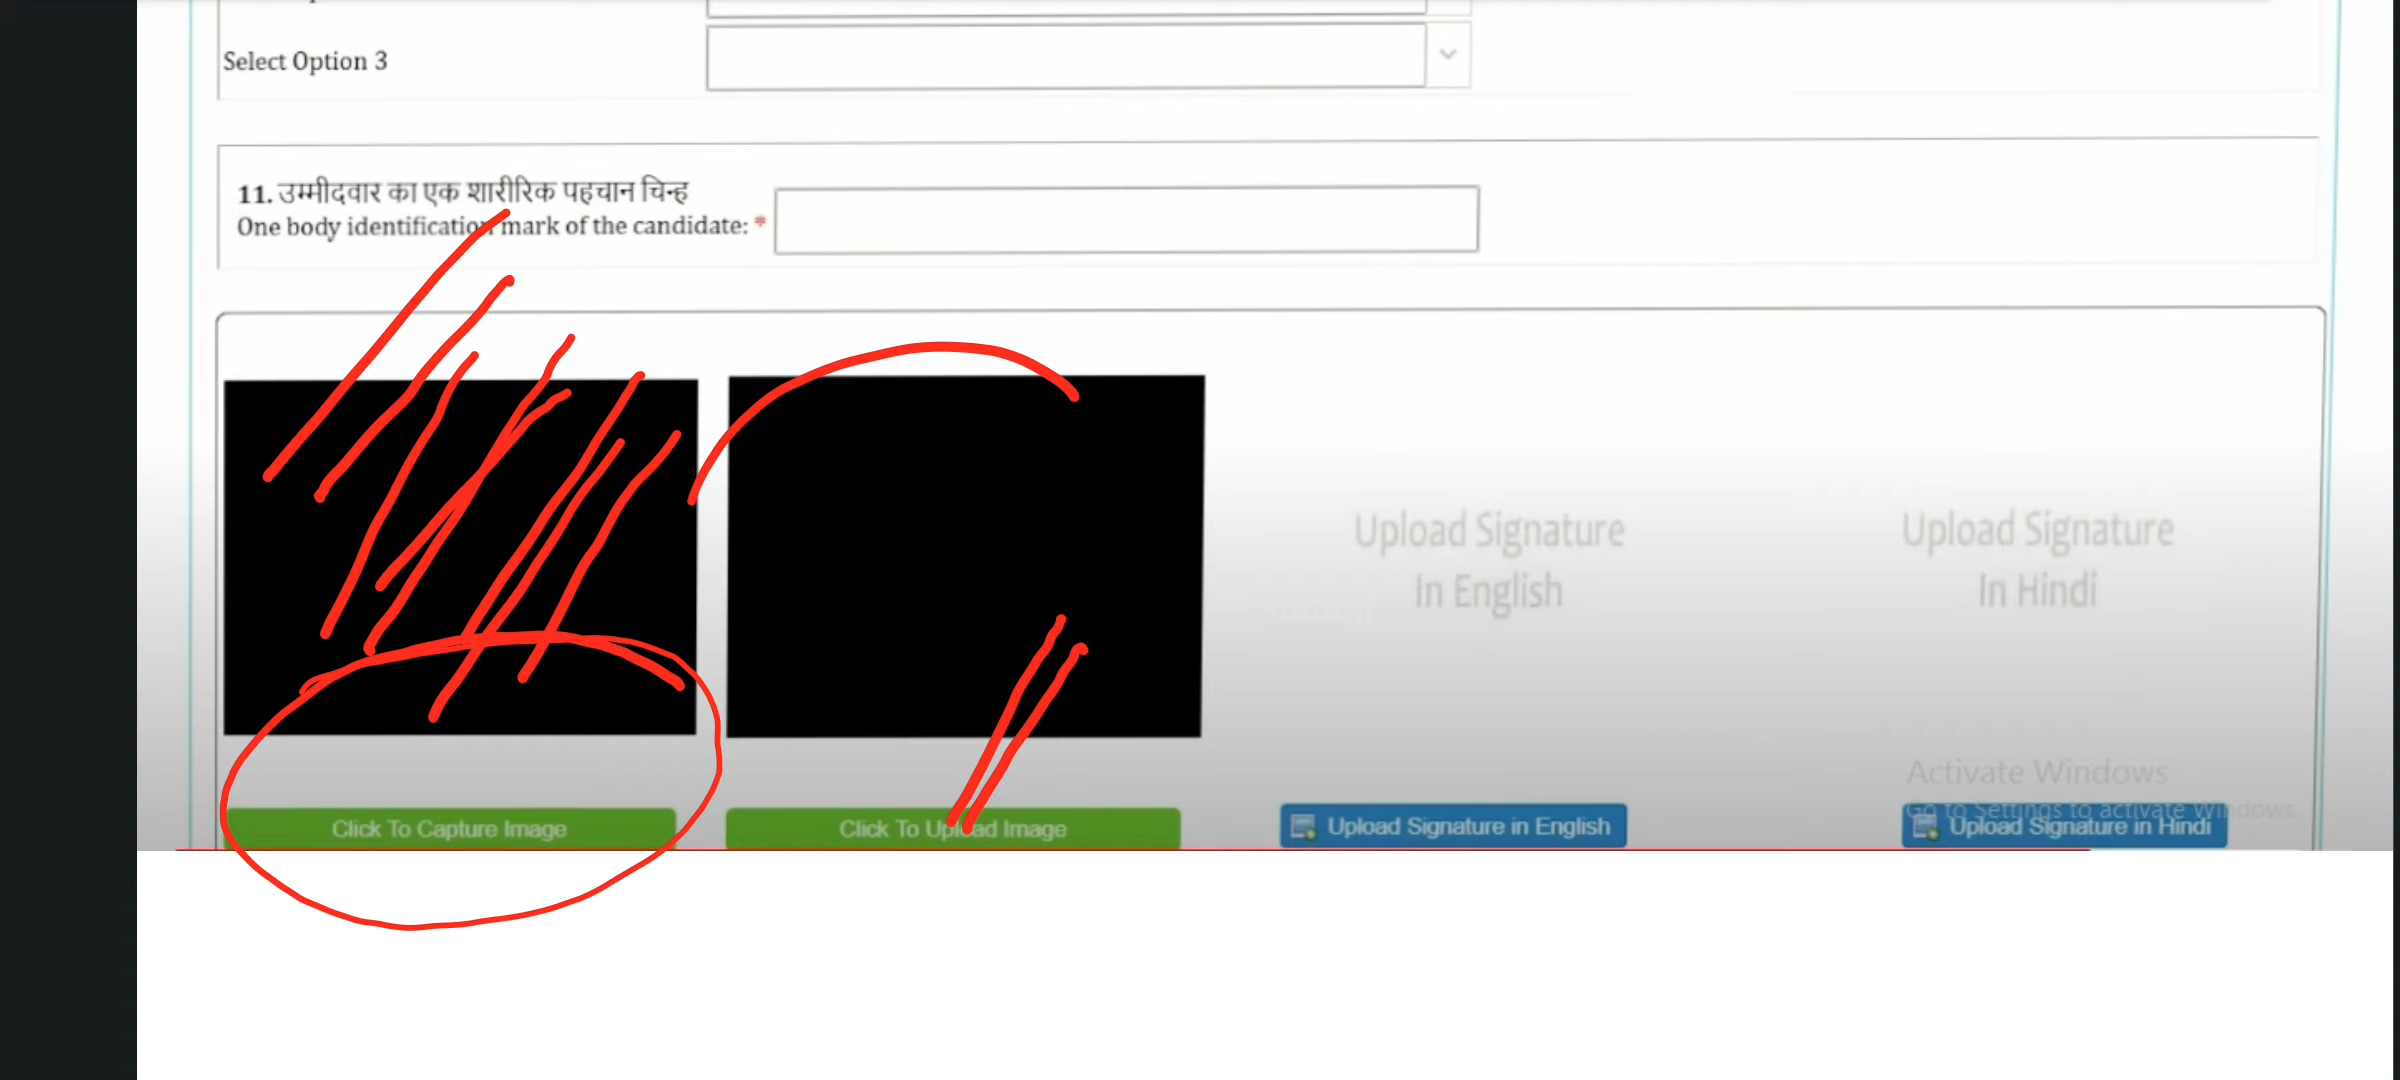 Select Option 3
11. उम्मीदवार का एक शारीरिक पहचान चिन्ह
One body identification mark of the candidate: *
Upload Signature
In English
Upload Signature
In Hindi
Activate Windows
Go to Settings to activate Windows.
Click To Capture Image
Click To Upload Image
Upload Signature in English
Upload Signature in Hindi